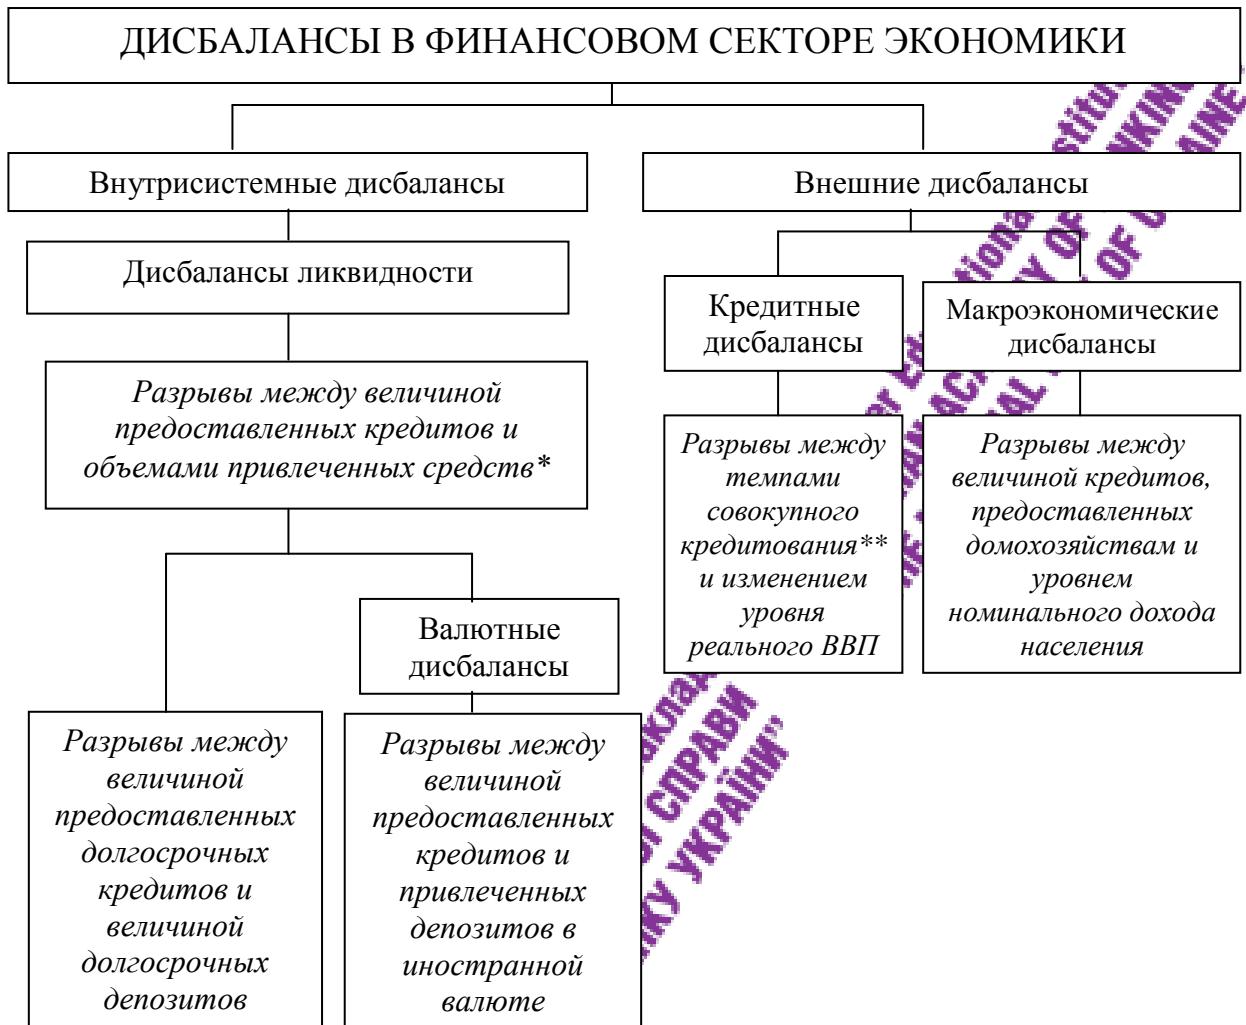 ДИСБАЛАНСЫ В ФИНАНСОВОМ СЕКТОРЕ ЭКОНОМИКИ
Внутрисистемные дисбалансы
Внешние дисбалансы
Дисбалансы ликвидности
Кредитные
дисбалансы
Макроэкономические
дисбалансы
Разрывы между величиной
предоставленных кредитов и
объемами привлеченных средств*
Разрывы между
темпами
совокупного
кредитования**
и изменением
уровня
реального ВВП
Разрывы между
величиной кредитов,
предоставленных
домохозяйствам и
уровнем
номинального дохода
населения
Валютные
дисбалансы
Разрывы между
величиной
предоставленных
долгосрочных
кредитов и
величиной
долгосрочных
депозитов
Разрывы между
величиной
предоставленных
кредитов и
привлеченных
депозитов в
иностранной
валюте
СПРАВИ
УКРАЇНИ"